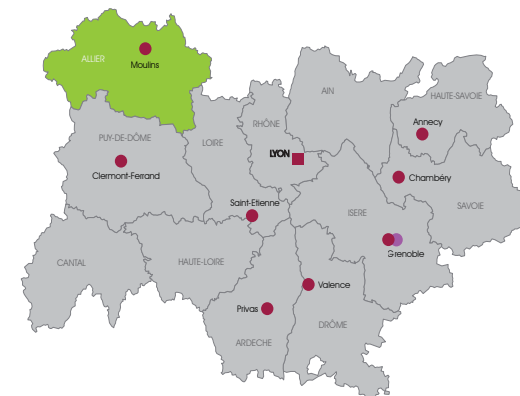 ALLIER
Moulins
AIN
HAUTE-SAVOIE
RHÔNE
Annecy
PUY-DE-DÔME
LOIRE
LYON
Clermont-Ferrand
Chambéry
Saint-Etienne
SAVOIE
ISERE
CANTAL
HAUTE-LOIRE
Grenoble
Valence
Privas
DRÔME
ARDECHE